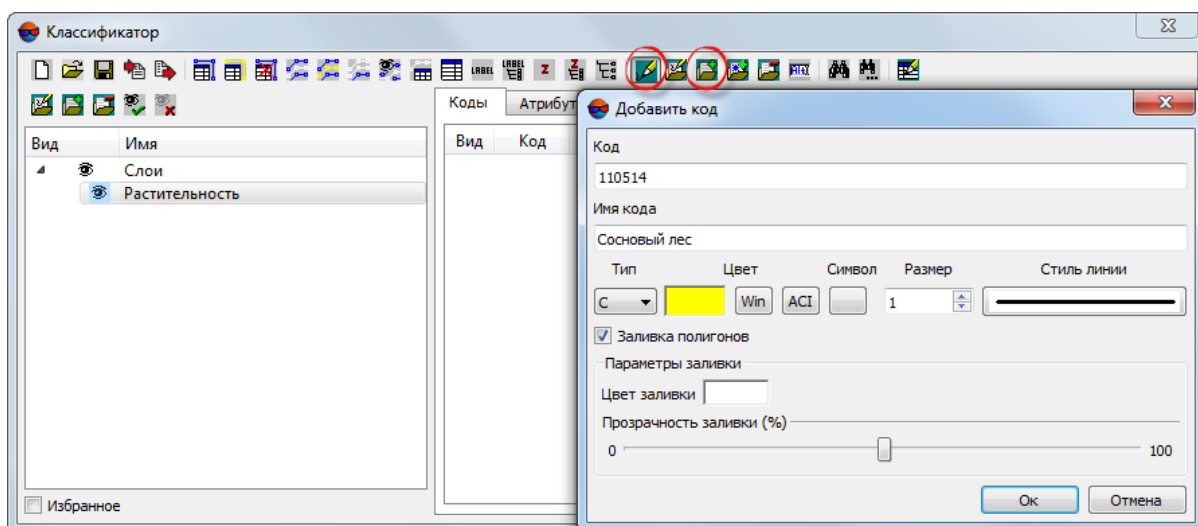 Классификатор
LABEL LABEL Z Z
Коды Атрибут
Вид Имя
Слои
Растительность
Избранное
Вид Код
Добавить код
Код
110514
Имя кода
Сосновый лес
Тип Цвет Символ Размер Стиль линии
C Win ACI 1
Заливка полигонов
Параметры заливки
Цвет заливки
Прозрачность заливки (%)
0 100
Ок Отмена